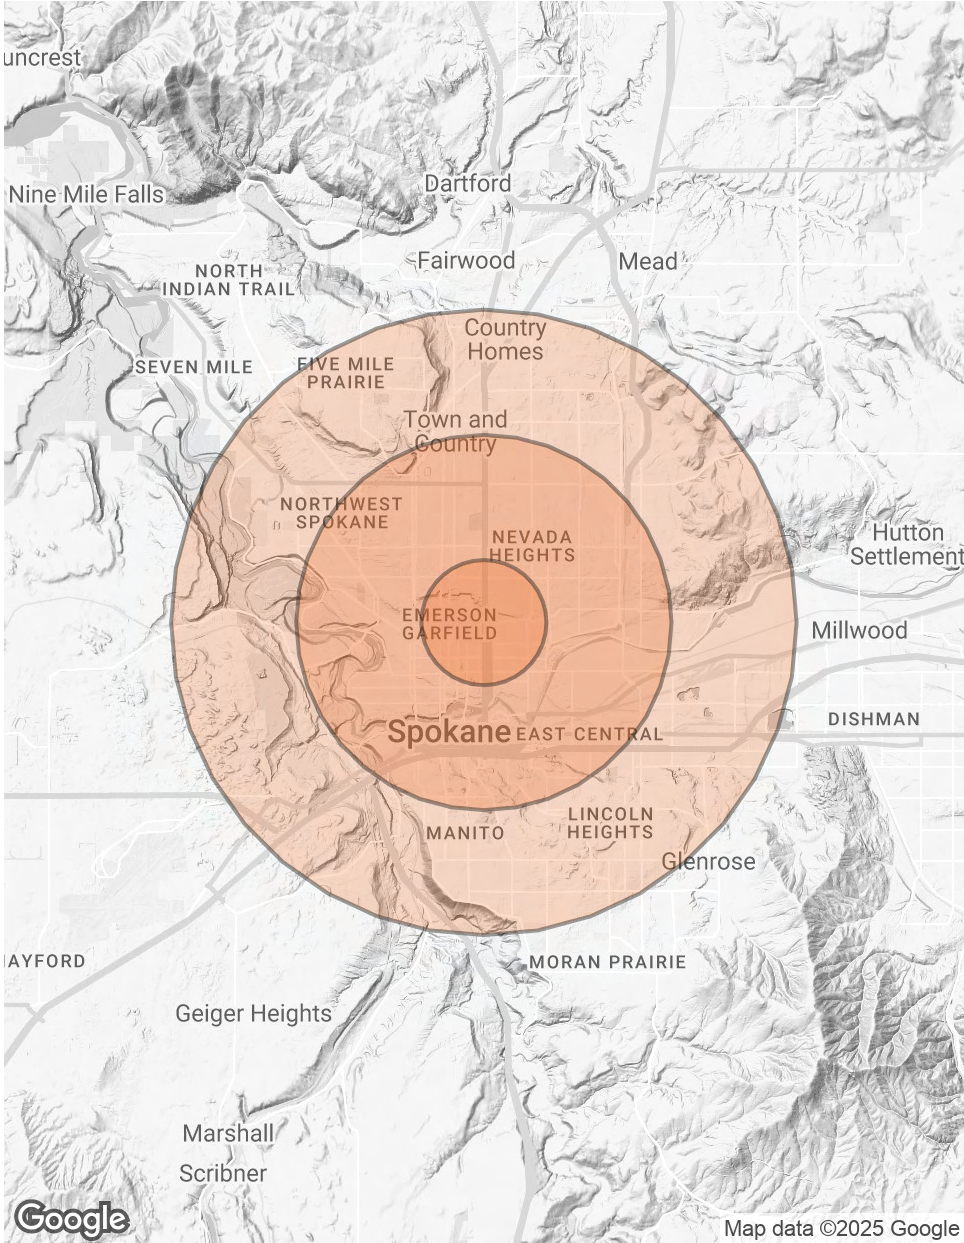 uncrest
Nine Mile Falls
Dartford
Fairwood
Mead
NORTH
INDIAN TRAIL
Country
Homes
SEVEN MILE
FIVE MILE
PRAIRIE
Town and
Country
NORTHWEST
SPOKANE
NEVADA
HEIGHTS
Hutton
Settlement
EMERSON
GARFIELD
Millwood
DISHMAN
Spokane
EAST CENTRAL
MANITO
LINCOLN
HEIGHTS
Glenrose
HAYFORD
MORAN PRAIRIE
Geiger Heights
Marshall
Scribner
Google
Map data ©2025 Google